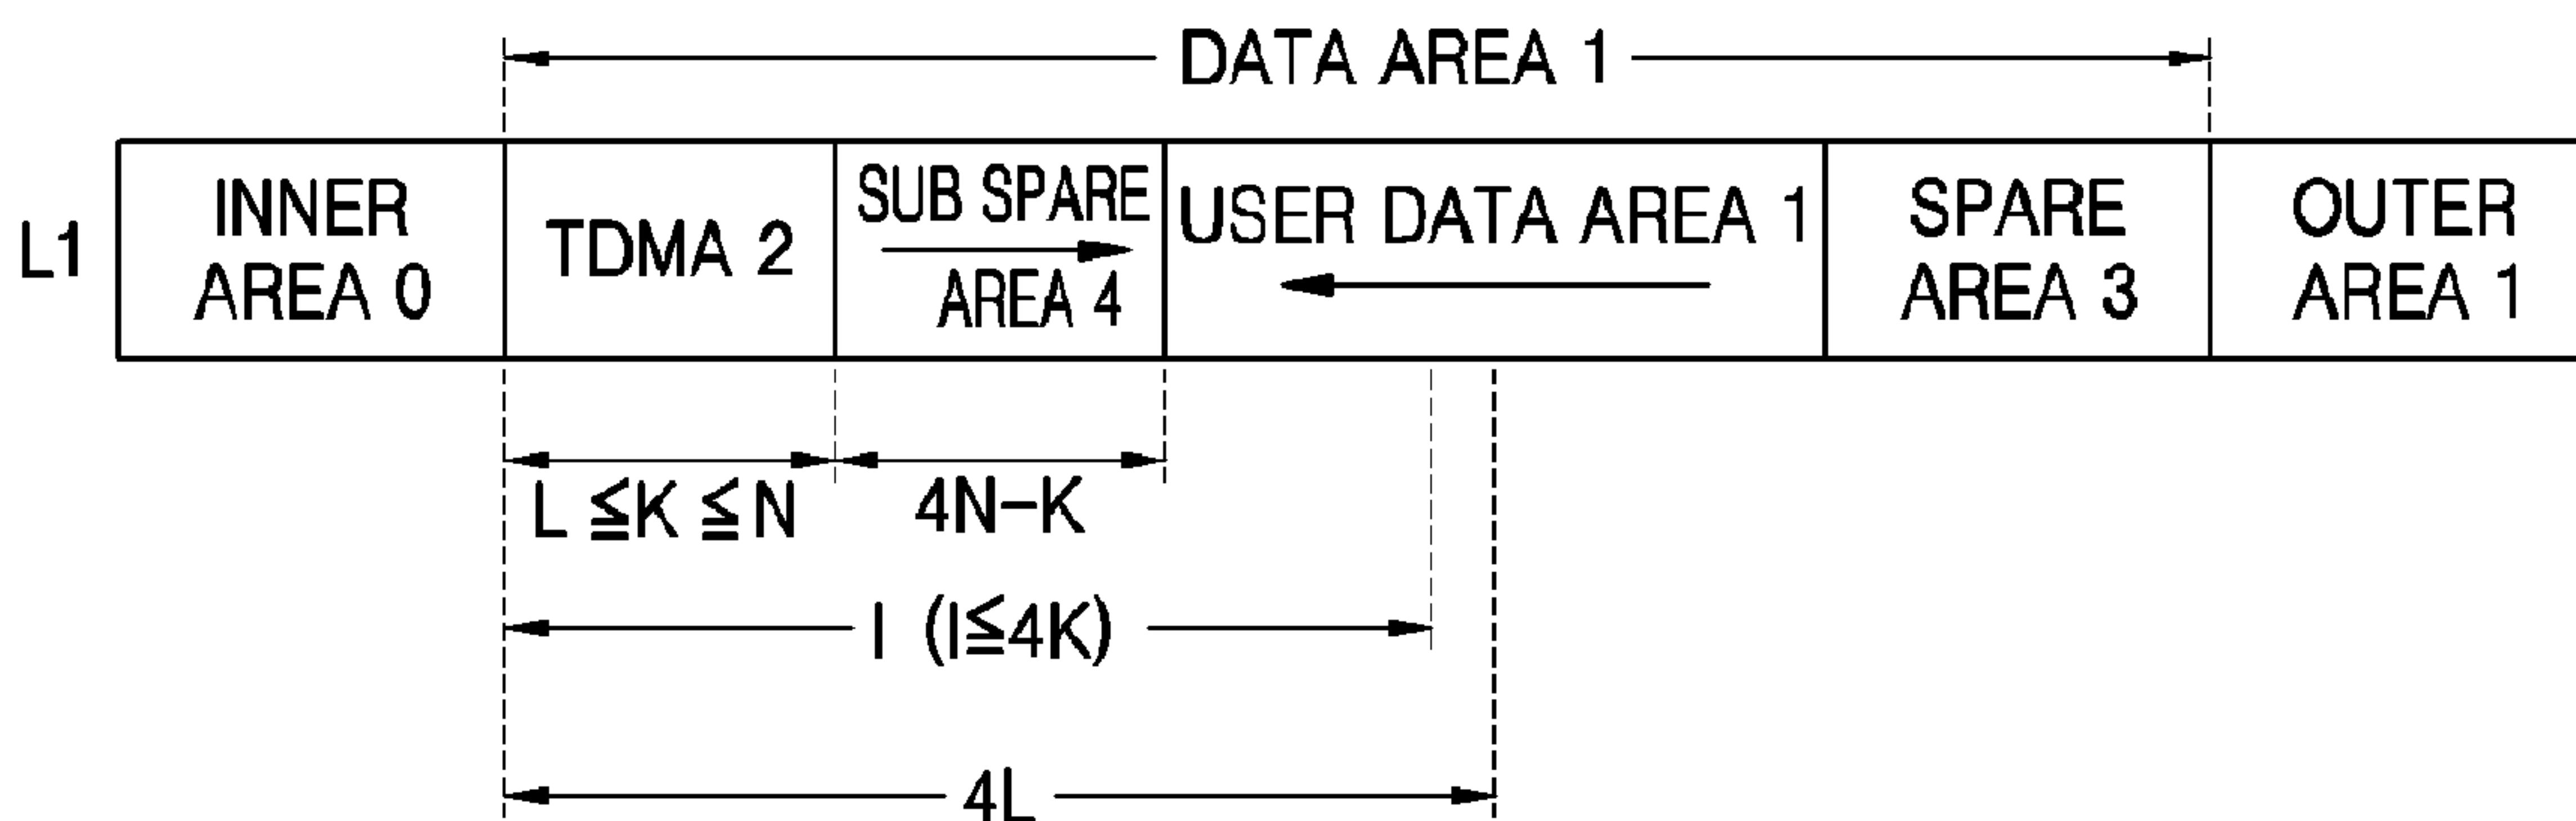 DATA AREA 1
L1
INNER
AREA 0
TDMA 2
SUB SPARE
AREA 4
USER DATA AREA 1
SPARE
AREA 3
OUTER
AREA 1
L ≦K ≦N
4N-K
I (I≦4K)
4L